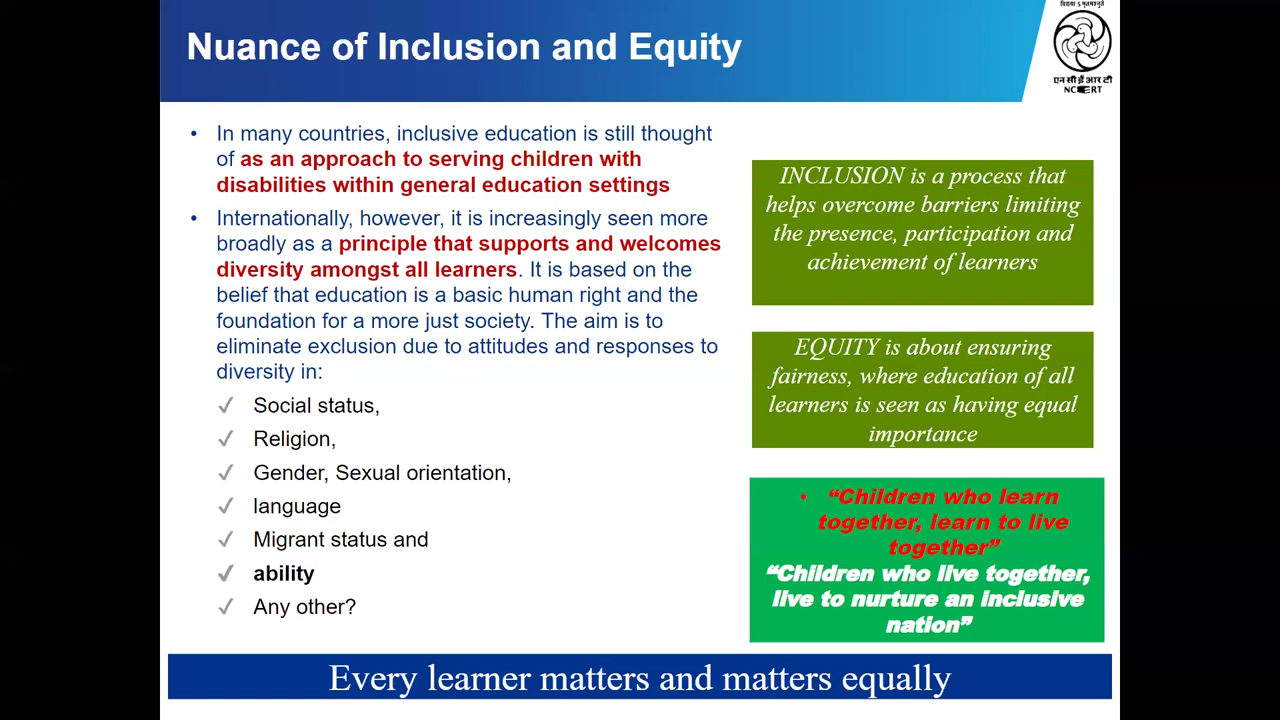 Nuance of Inclusion and Equity
एन सी ई आर टी
NCERT
• In many countries, inclusive education is still thought
of as an approach to serving children with
disabilities within general education settings
• Internationally, however, it is increasingly seen more
broadly as a principle that supports and welcomes
diversity amongst all learners. It is based on the
belief that education is a basic human right and the
foundation for a more just society. The aim is to
eliminate exclusion due to attitudes and responses to
diversity in:
✓ Social status,
✓ Religion,
✓ Gender, Sexual orientation,
✓ language
✓ Migrant status and
✓ ability
✓ Any other?
INCLUSION is a process that
helps overcome barriers limiting
the presence, participation and
achievement of learners
EQUITY is about ensuring
fairness, where education of all
learners is seen as having equal
importance
• “Children who learn
together, learn to live
together”
“Children who live together,
live to nurture an inclusive
nation”
Every learner matters and matters equally